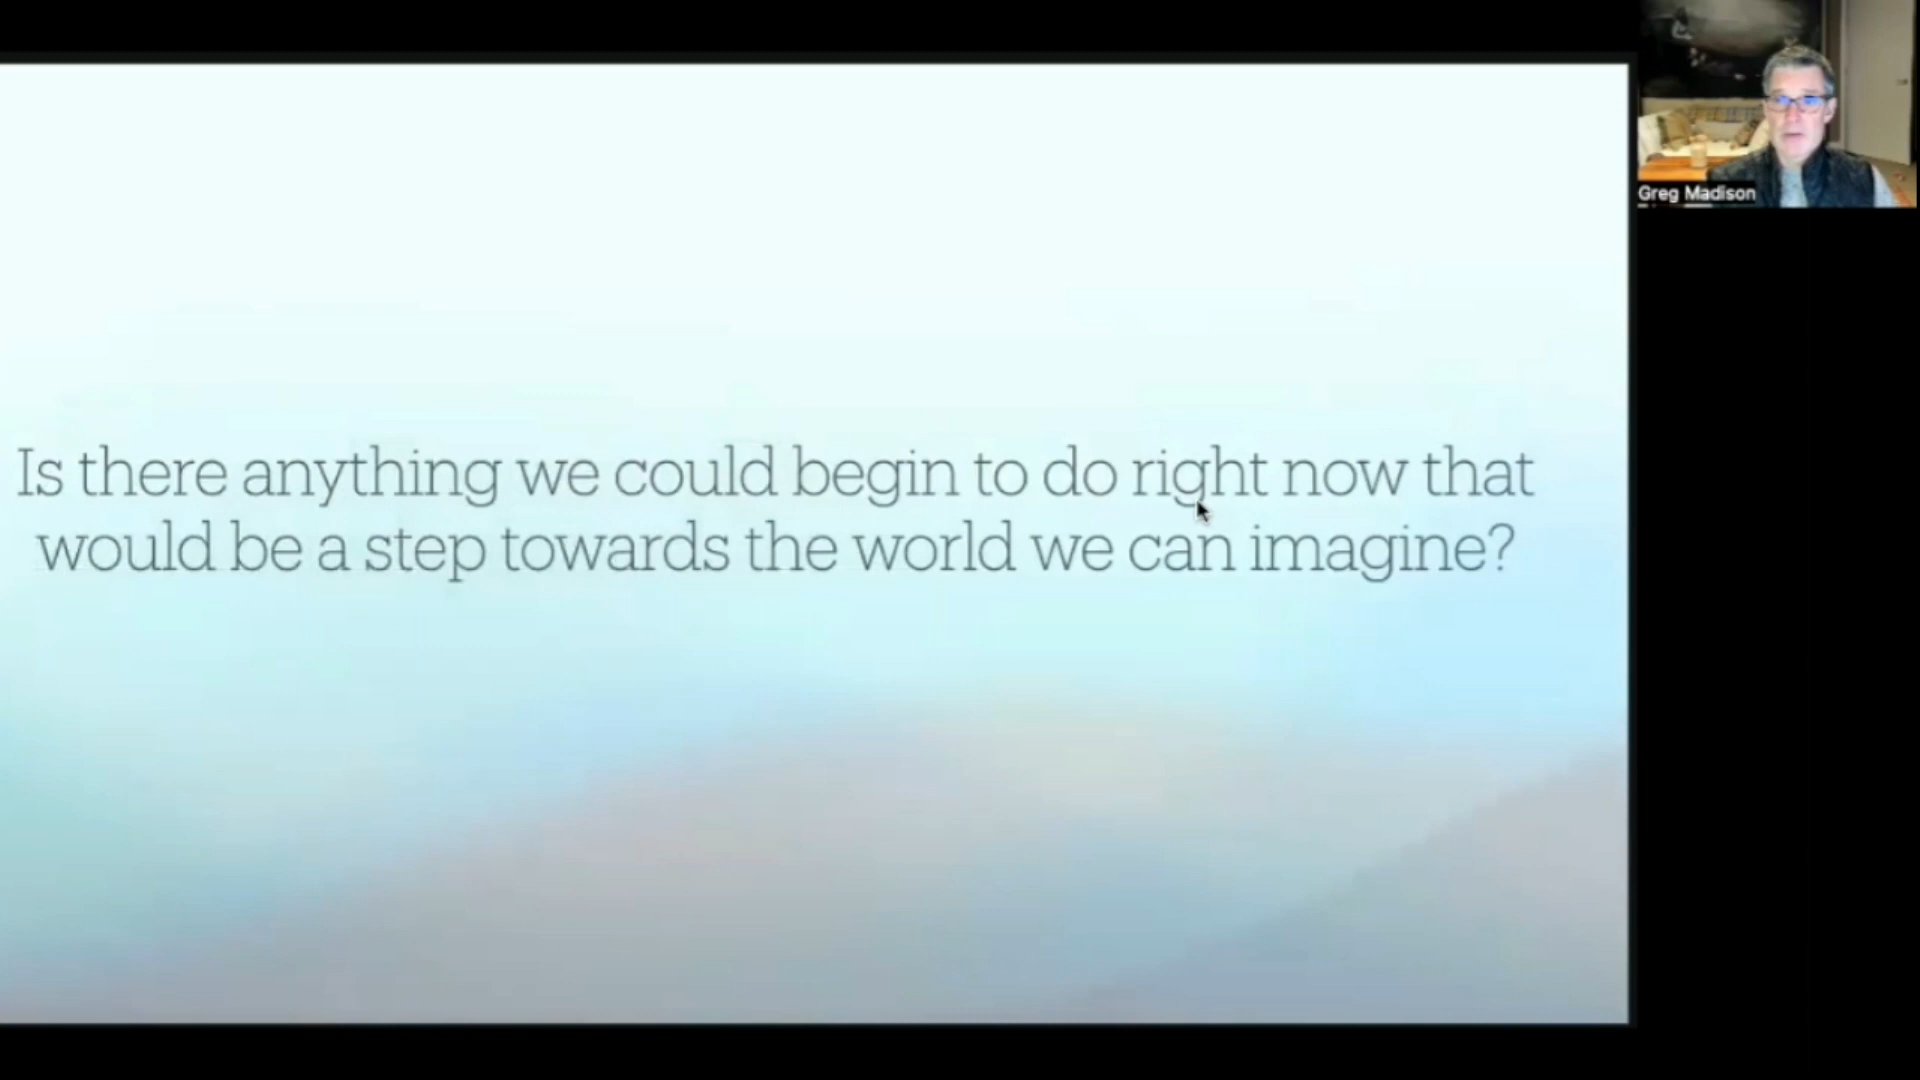 Is there anything we could begin to do right now that
would be a step towards the world we can imagine?
Greg Madison